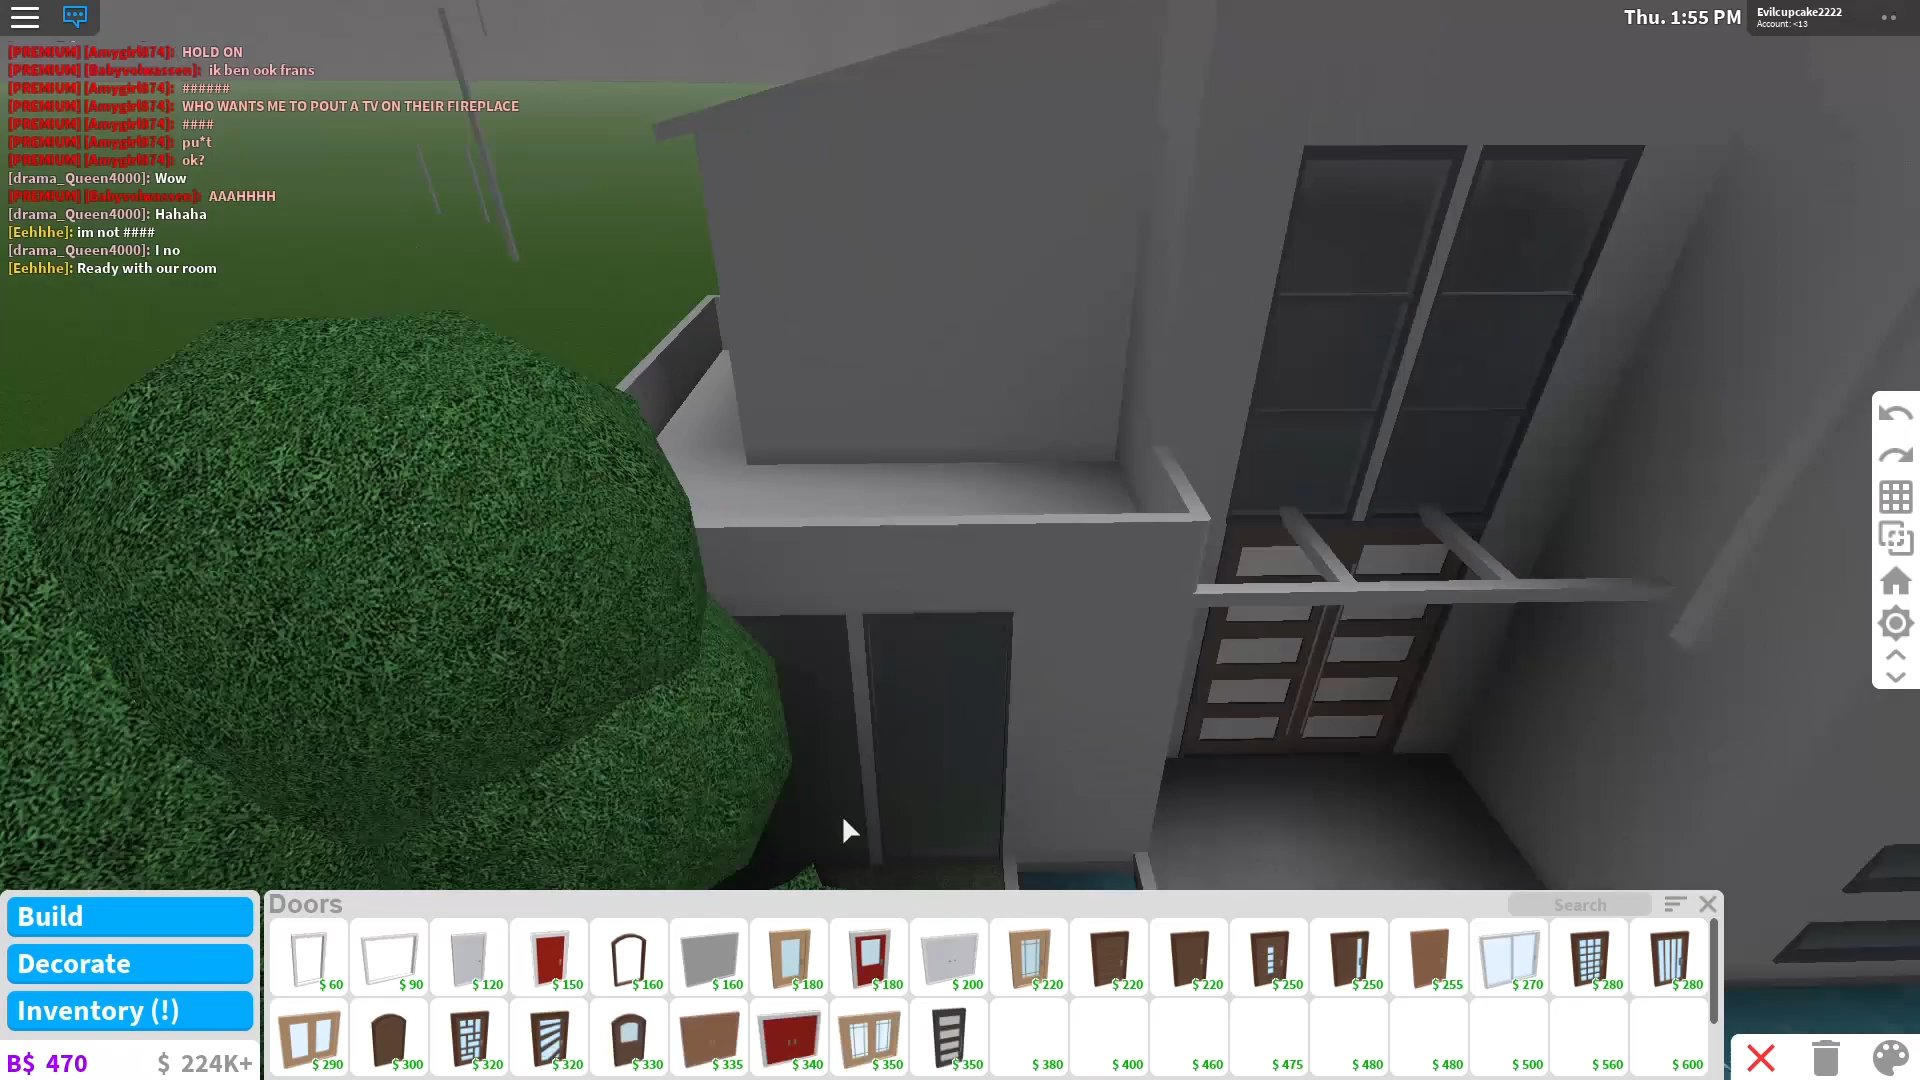 Thu. 1:55 PM
Evilcupcake2222
Account: <13
[PREMIUM] [Amygirl874]: HOLD ON
[PREMIUM] [Babyvolwassen]: ik ben ook frans
[PREMIUM] [Amygirl874]: ######
[PREMIUM] [Amygirl874]: WHO WANTS ME TO POUT A TV ON THEIR FIREPLACE
[PREMIUM] [Amygirl874]: ####
[PREMIUM] [Amygirl874]: pu*t
[PREMIUM] [Amygirl874]: ok?
[drama_Queen4000]: Wow
[PREMIUM] [Babyvolwassen]: AAAHHHH
[drama_Queen4000]: Hahaha
[Eehhhe]: im not ####
[drama_Queen4000]: I no
[Eehhhe]: Ready with our room
Build
Decorate
Inventory (!)
B$ 470 $ 224K+
Doors
Search
$ 60 $ 90 $ 120 $ 150 $ 160 $ 160 $ 180 $ 180 $ 200 $ 220 $ 220 $ 220 $ 250 $ 250 $ 255 $ 270 $ 280 $ 280
$ 290 $ 300 $ 320 $ 320 $ 330 $ 335 $ 340 $ 350 $ 350 $ 380 $ 400 $ 460 $ 475 $ 480 $ 480 $ 500 $ 560 $ 600